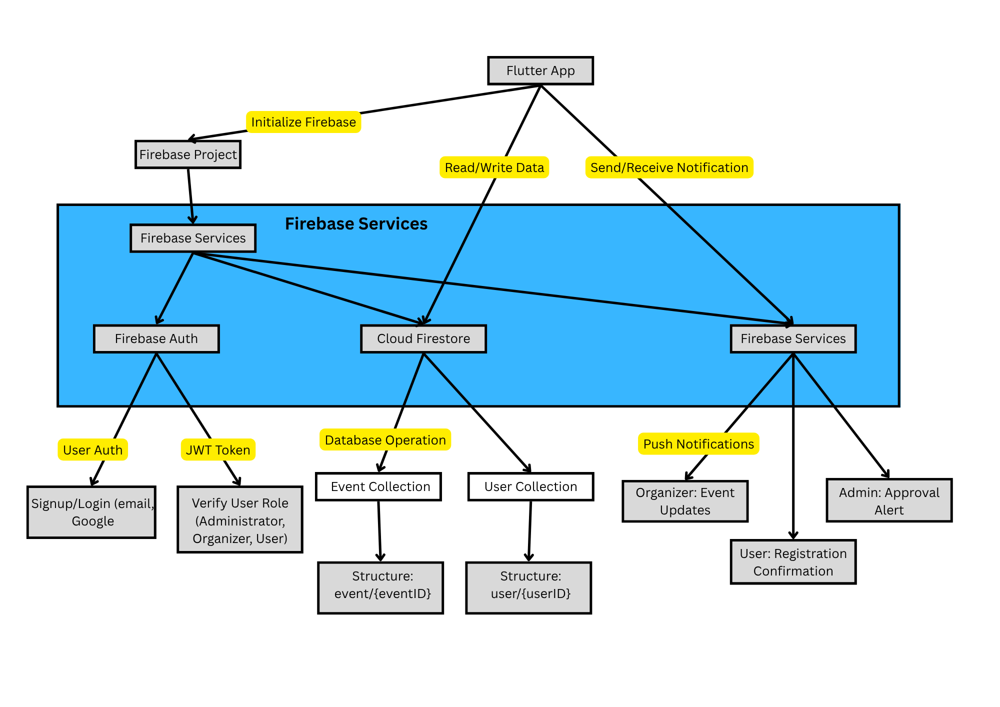 Flutter App
Initialize Firebase
Firebase Project
Read/Write Data
Send/Receive Notification
Firebase Services
Firebase Services
Firebase Auth
Cloud Firestore
Firebase Services
User Auth
JWT Token
Database Operation
Push Notifications
Signup/Login (email,
Google
Verify User Role
(Administrator,
Organizer, User)
Event Collection
User Collection
Organizer: Event
Updates
Admin: Approval
Alert
User: Registration
Confirmation
Structure:
event/{eventID}
Structure:
user/{userID}